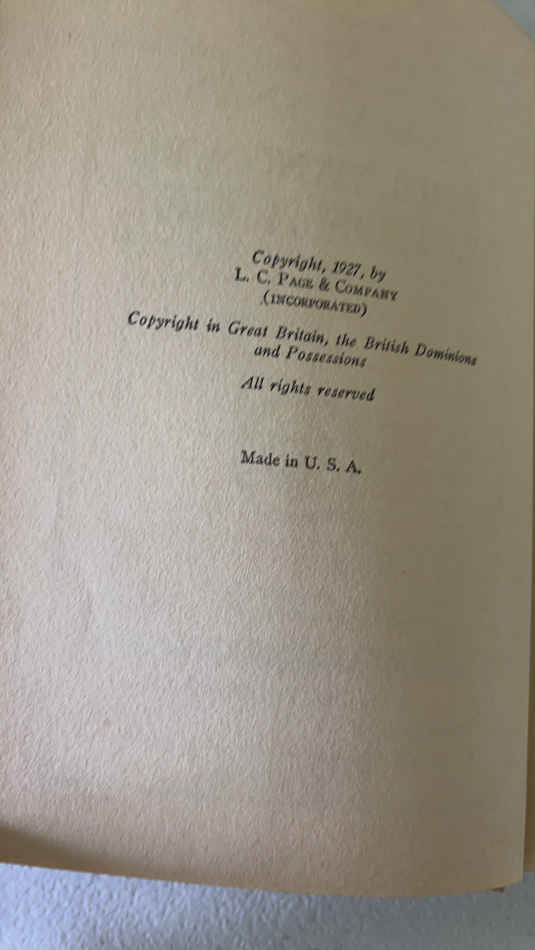 Copyright, 1927, by
L. C. PAGE & COMPANY
(INCORPORATED)
Copyright in Great Britain, the British Dominions
and Possessions
All rights reserved
Made in U. S. A.